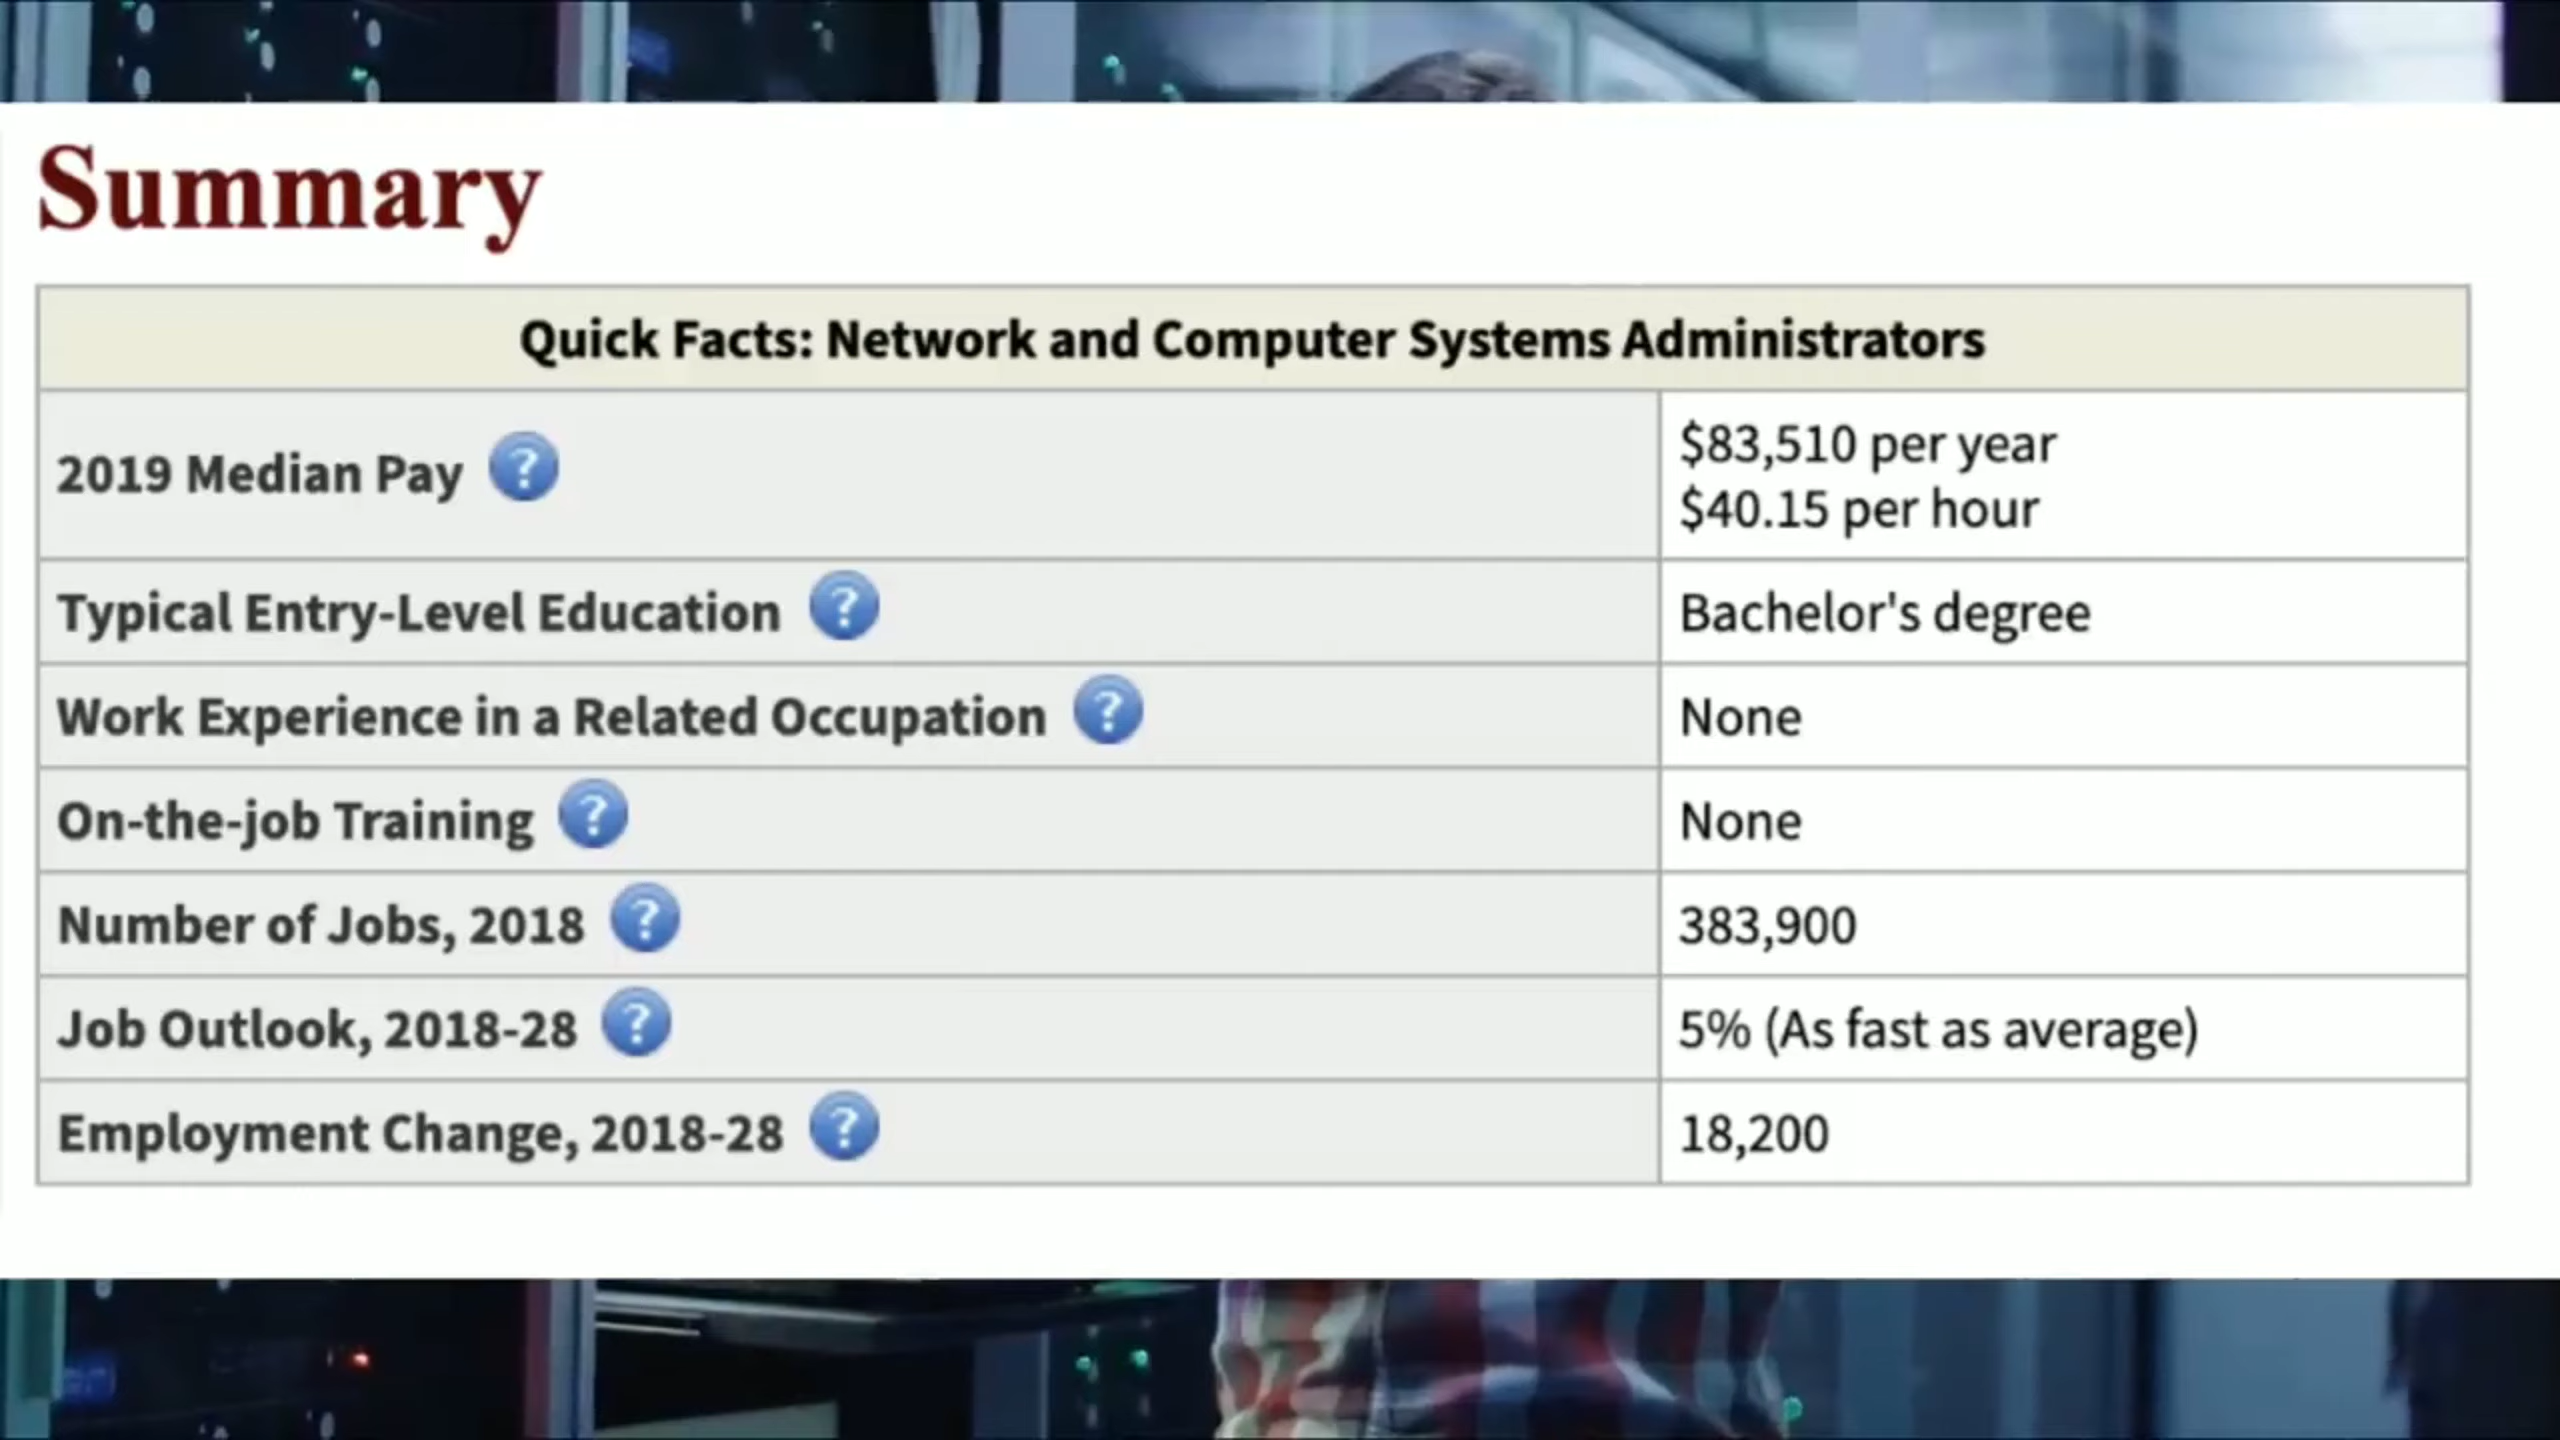 Summary
Quick Facts: Network and Computer Systems Administrators
2019 Median Pay ?
$83,510 per year
$40.15 per hour
Typical Entry-Level Education ?
Bachelor's degree
Work Experience in a Related Occupation ?
None
On-the-job Training ?
None
Number of Jobs, 2018 ?
383,900
Job Outlook, 2018-28 ?
5% (As fast as average)
Employment Change, 2018-28 ?
18,200